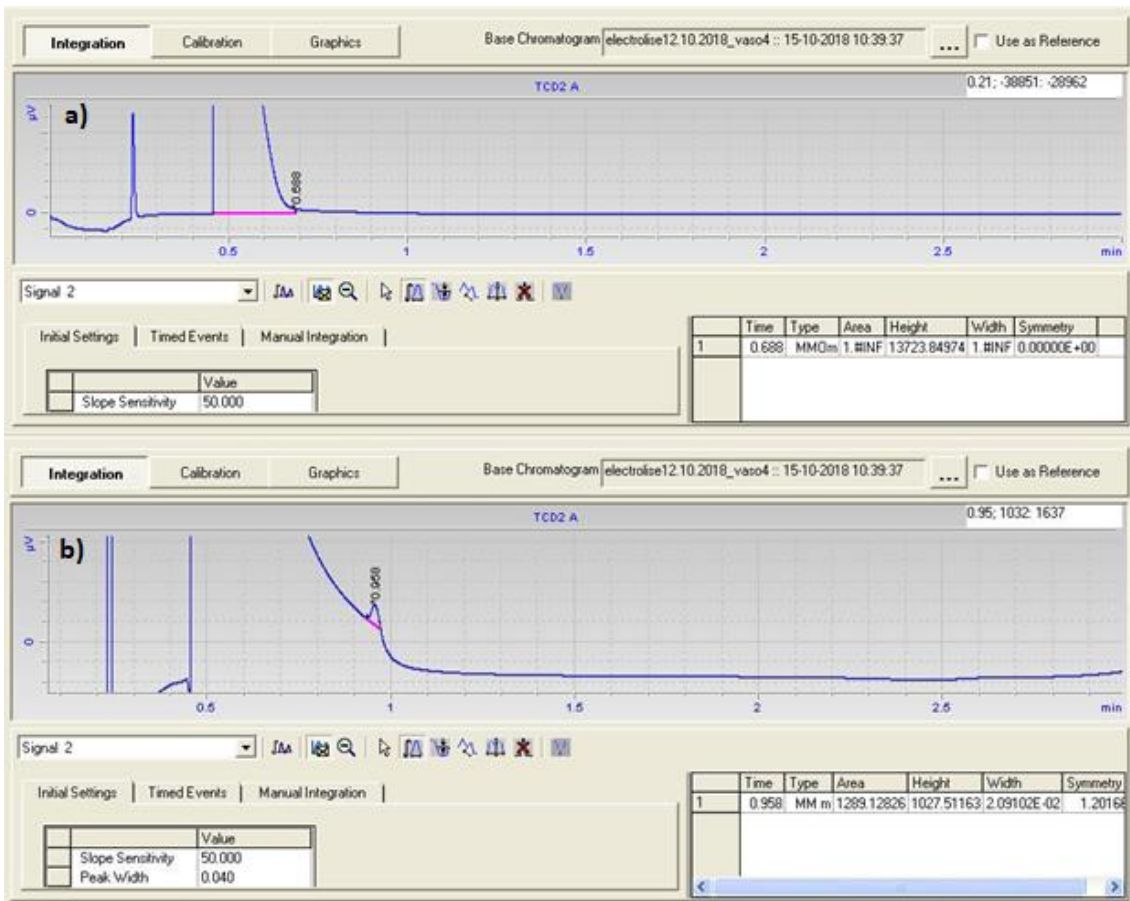 Integration Calibration Graphics Base Chromatogram electrolise12.10.2018_vaso4 :: 15-10-2018 10:39:37 ... Use as Reference
TCD2 A 0.21; -38851: -28962
µV
a)
0.688
0
0.5 1 1.5 2 2.5 min
Signal 2
Initial Settings Timed Events Manual Integration
Value
Slope Sensitivity 50.000
Time Type Area Height Width Symmetry
1 0.688 MM m 1.#INF 13723.84974 1.#INF 0.00000E+00
Integration Calibration Graphics Base Chromatogram electrolise12.10.2018_vaso4 :: 15-10-2018 10:39:37 ... Use as Reference
TCD2 A 0.95; 1032: 1637
µV
b)
0.958
0
0.5 1 1.5 2 2.5 min
Signal 2
Initial Settings Timed Events Manual Integration
Value
Slope Sensitivity 50.000
Peak Width 0.040
Time Type Area Height Width Symmetry
1 0.958 MM m 1289.12826 1027.51163 2.09102E-02 1.20168